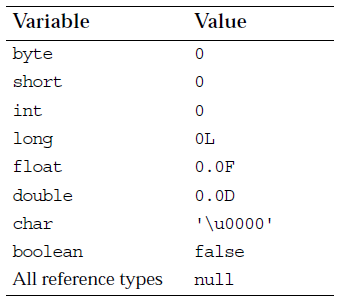 Variable Value
byte 0
short 0
int 0
long 0L
float 0.0F
double 0.0D
char '\u0000'
boolean false
All reference types null